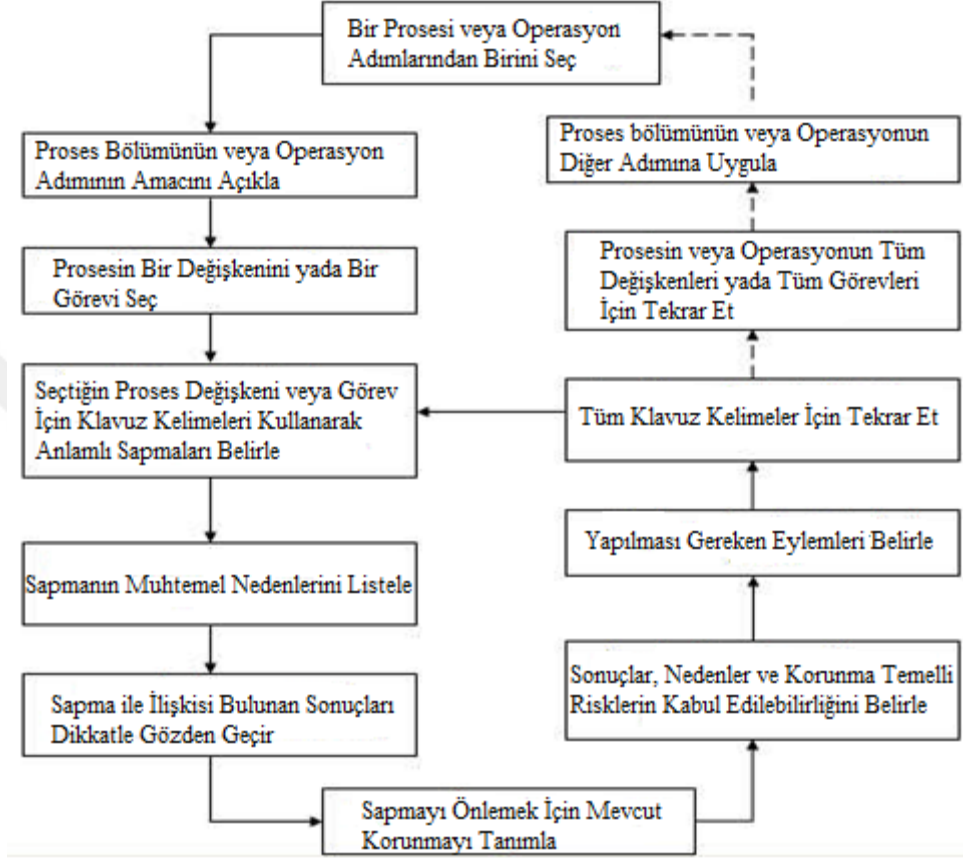 Bir Prosesi veya Operasyon
Adımlarından Birini Seç
Proses Bölümünün veya Operasyon
Adımının Amacını Açıkla
Prosesin Bir Değişkenini yada Bir
Görevi Seç
Seçtiğin Proses Değişkeni veya Görev
İçin Klavuz Kelimeleri Kullanarak
Anlamlı Sapmaları Belirle
Sapmanın Muhtemel Nedenlerini Listele
Sapma ile İlişkisi Bulunan Sonuçları
Dikkatle Gözden Geçir
Sapmayı Önlemek İçin Mevcut
Korunmayı Tanımla
Sonuçlar, Nedenler ve Korunma Temelli
Risklerin Kabul Edilebilirliğini Belirle
Yapılması Gereken Eylemleri Belirle
Tüm Klavuz Kelimeler İçin Tekrar Et
Prosesin veya Operasyonun Tüm
Değişkenleri yada Tüm Görevleri
İçin Tekrar Et
Proses bölümünün veya Operasyonun
Diğer Adımına Uygula